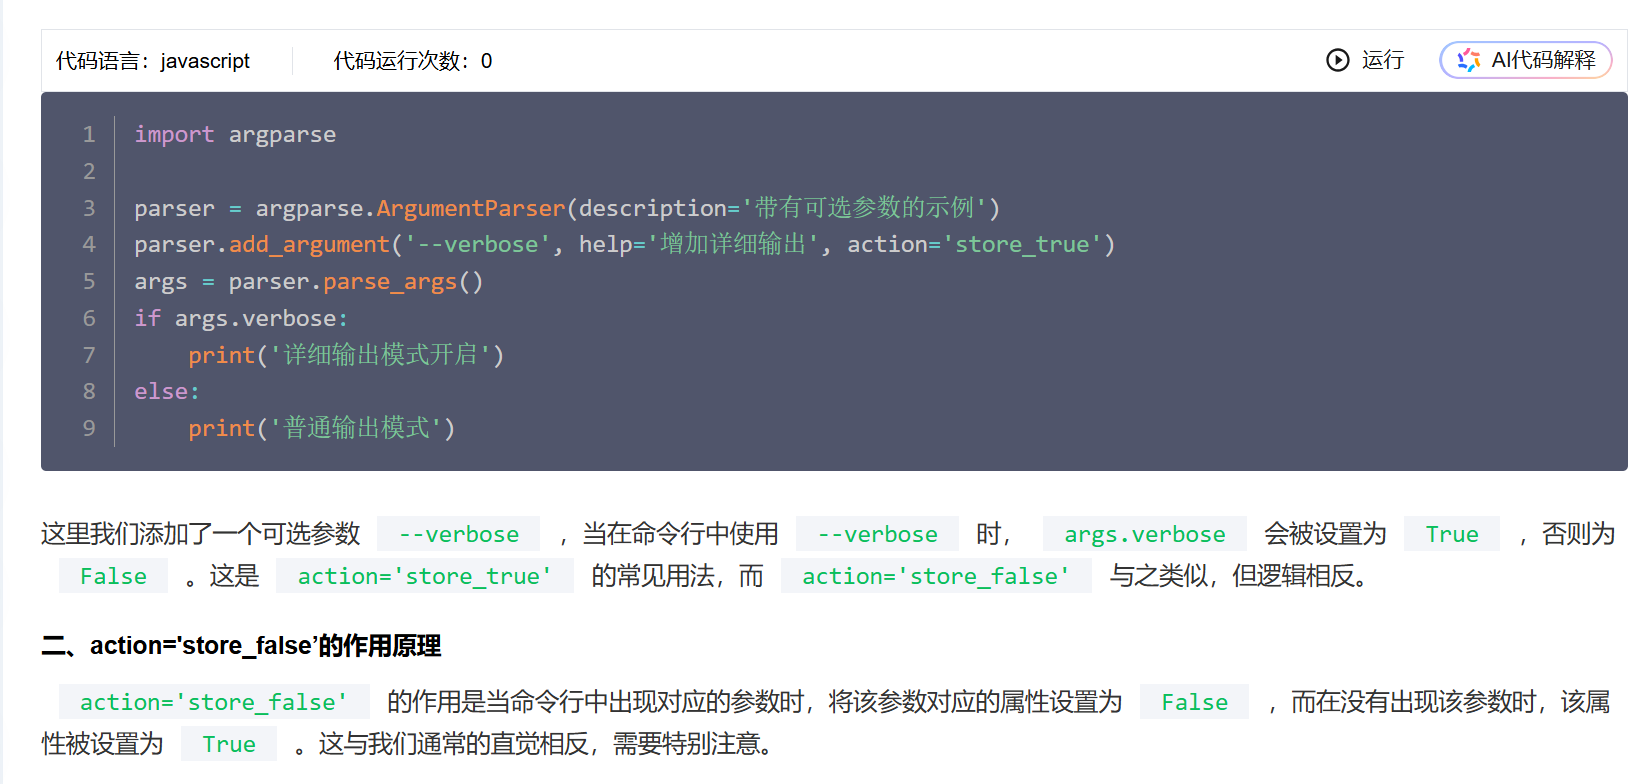 代码语言：javascript 代码运行次数：0 运行 AI代码解释
1 import argparse
2
3 parser = argparse.ArgumentParser(description='带有可选参数的示例')
4 parser.add_argument('--verbose', help='增加详细输出', action='store_true')
5 args = parser.parse_args()
6 if args.verbose:
7     print('详细输出模式开启')
8 else:
9     print('普通输出模式')
这里我们添加了一个可选参数 --verbose ，当在命令行中使用 --verbose 时， args.verbose 会被设置为 True ，否则为
False 。这是 action='store_true' 的常见用法，而 action='store_false' 与之类似，但逻辑相反。
二、action='store_false’的作用原理
action='store_false' 的作用是当命令行中出现对应的参数时，将该参数对应的属性设置为 False ，而在没有出现该参数时，该属
性被设置为 True 。这与我们通常的直觉相反，需要特别注意。